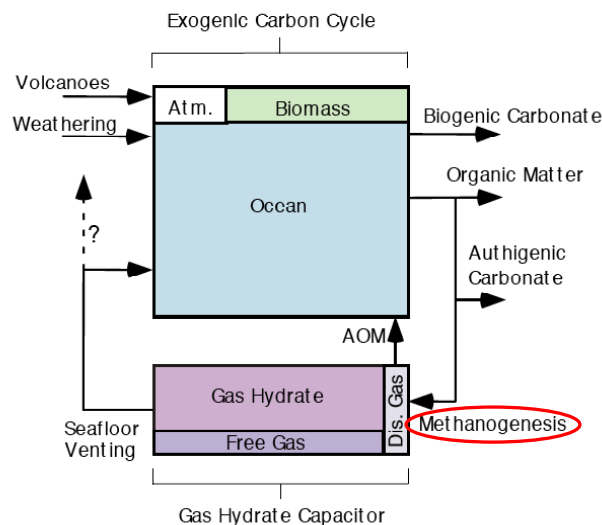 Exogenic Carbon Cycle
Volcanoes
Atm.
Biomass
Weathering
Biogenic Carbonate
Organic Matter
Occan
?
Authigenic
Carbonate
AOM
Gas Hydrate
Dis. Gas
Free Gas
Seafloor
Venting
Methanogenesis
Gas Hydrate Capacitor